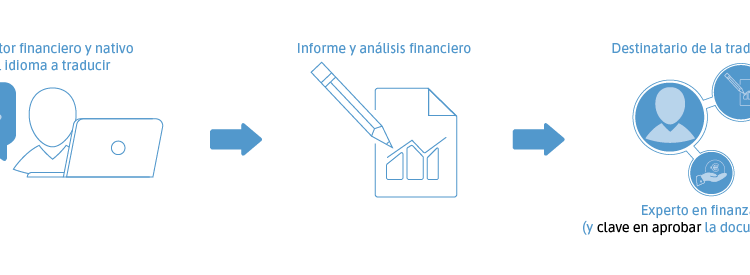 tor financiero y nativo
idioma a traducir
Informe y análisis financiero
Destinatario de la trad
Experto en finanz
(y clave en aprobar la docu